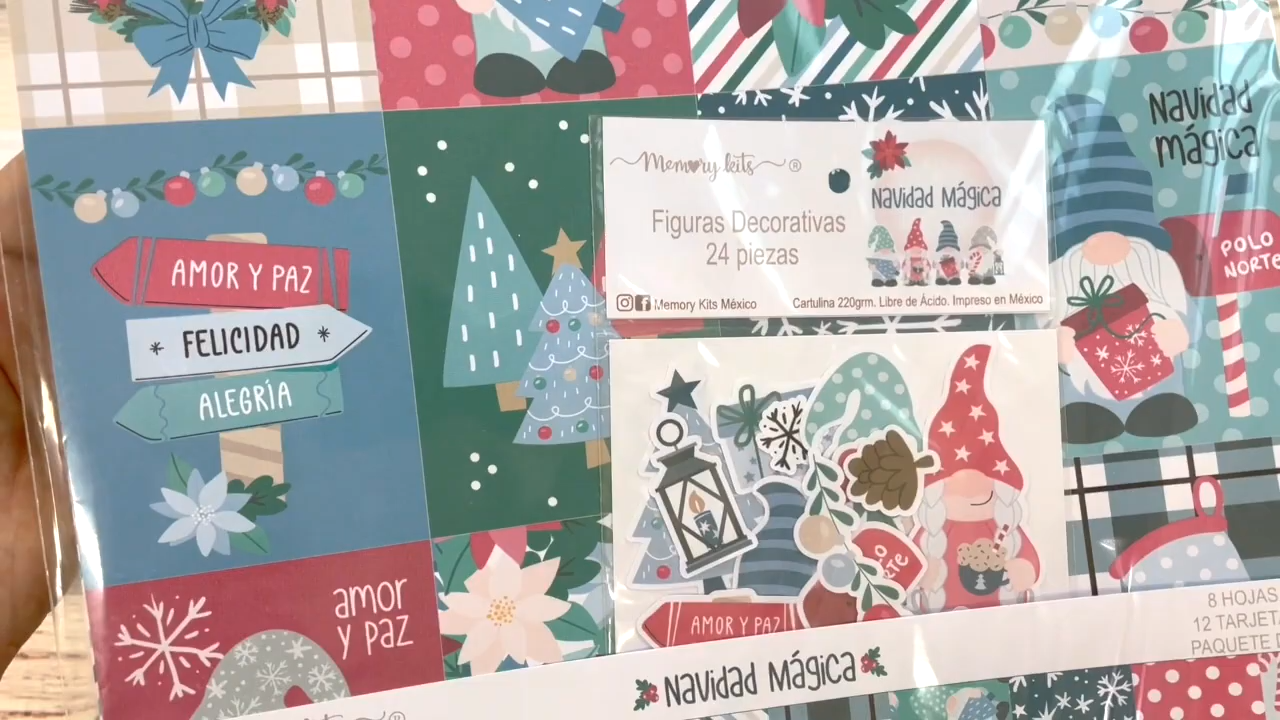 Navidad
mágica
POLO
NORTE
AMOR Y PAZ
FELICIDAD
ALEGRÍA
Memory kits ®
NAVIDAD MÁGICA
Figuras Decorativas
24 piezas
Memory Kits México
Cartulina 220grm. Libre de Ácido. Impreso en México
AMOR Y PAZ
amor
y paz
NAVIDAD MÁGICA
8 HOJAS
12
PAQUETE